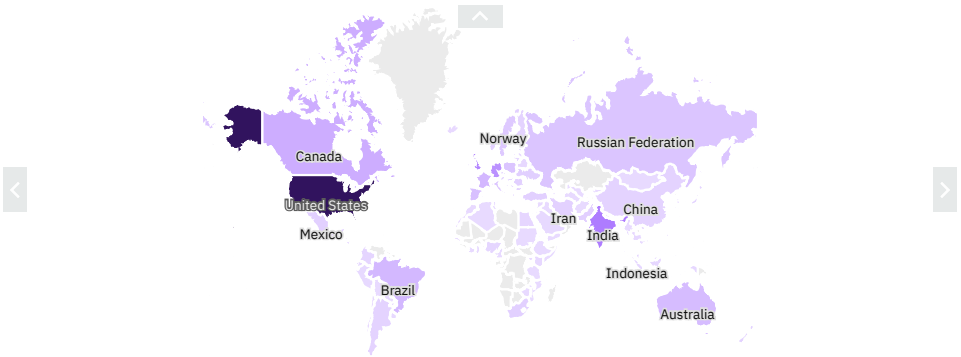 Norway
Russian Federation
Canada
United States
China
Iran
Mexico
India
Indonesia
Brazil
Australia